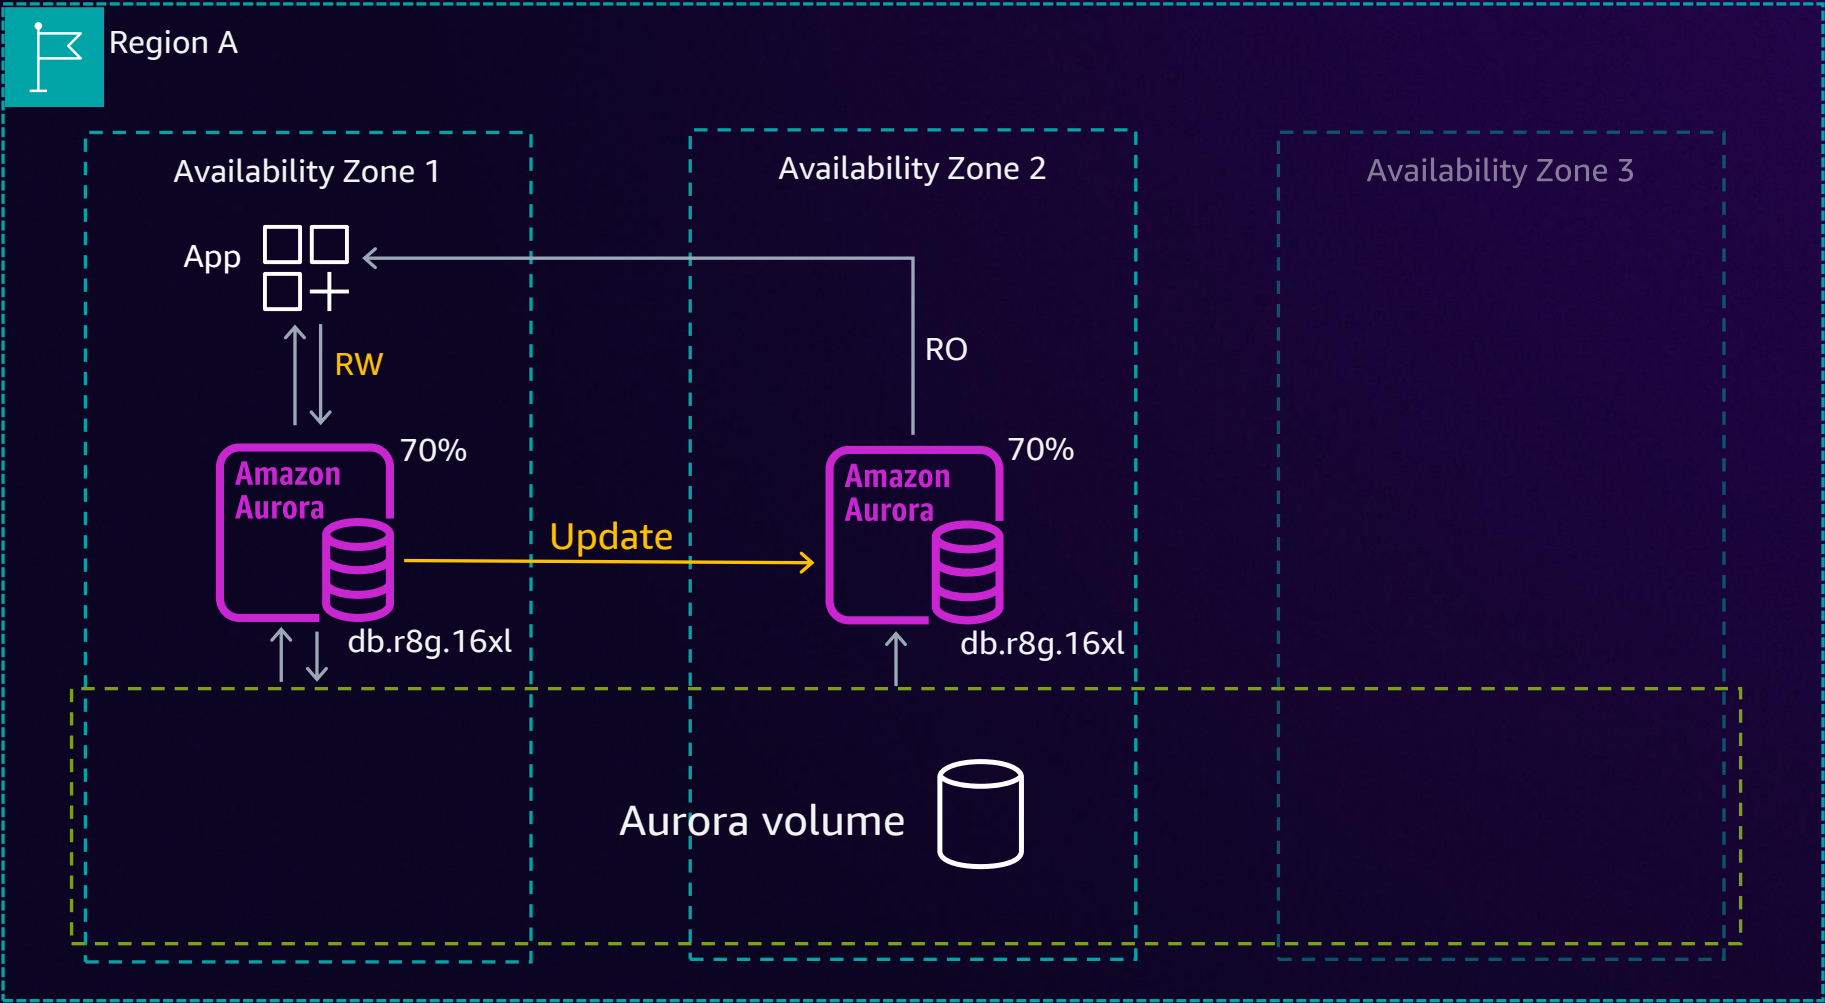 Region A
Availability Zone 1
Availability Zone 2
Availability Zone 3
App
RW
RO
70%
Amazon
Aurora
70%
Amazon
Aurora
Update
db.r8g.16xl
db.r8g.16xl
Aurora volume